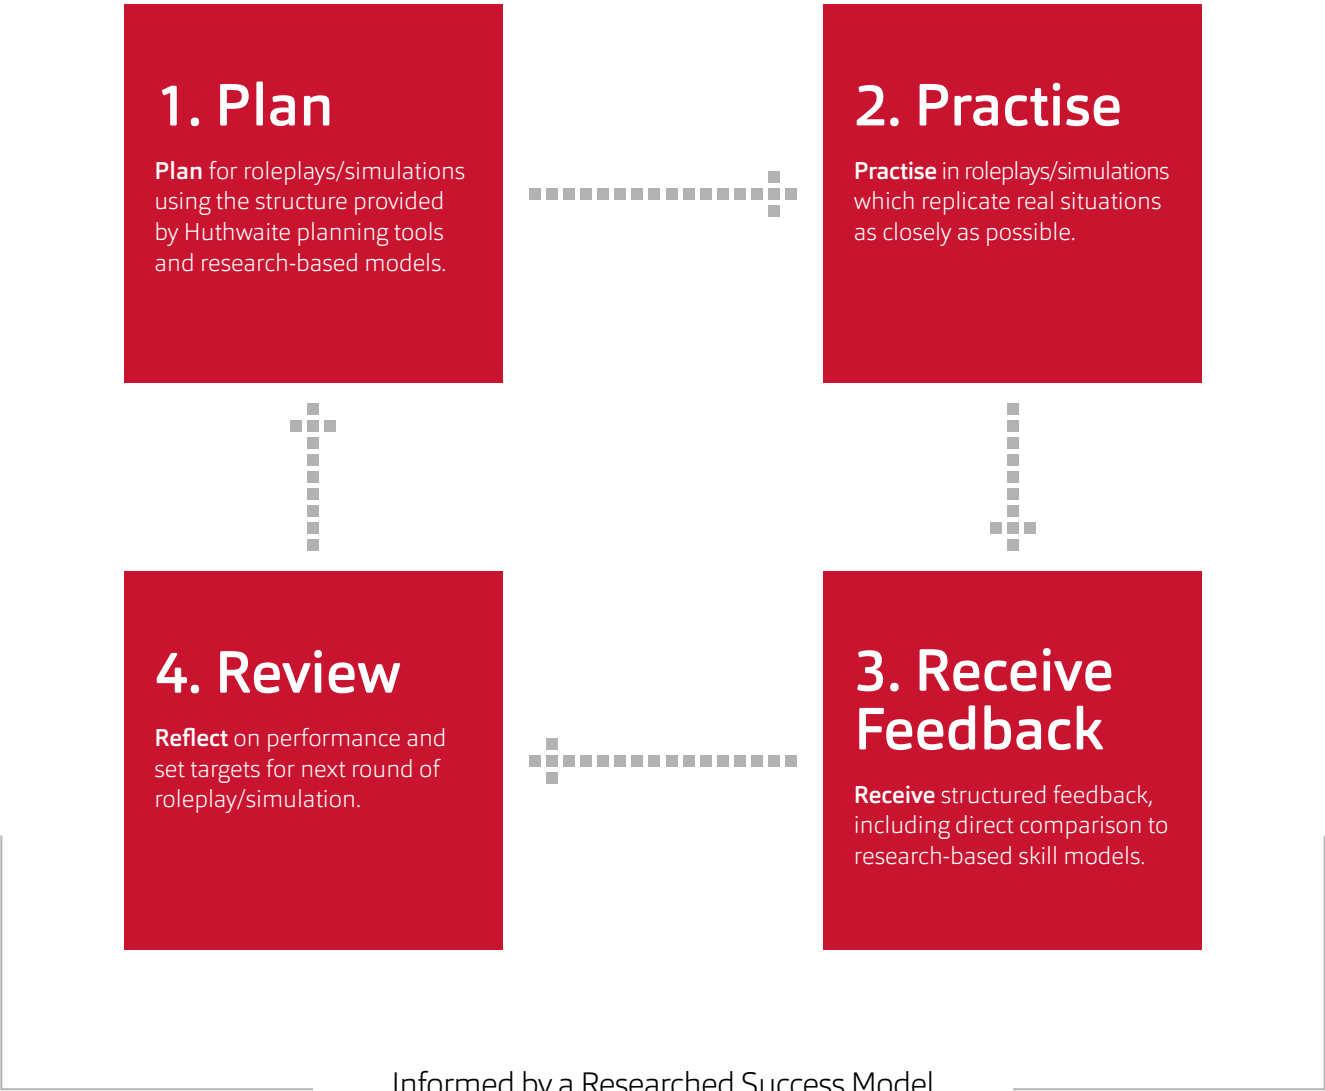 1. Plan
Plan for roleplays/simulations
using the structure provided
by Huthwaite planning tools
and research-based models.
2. Practise
Practise in roleplays/simulations
which replicate real situations
as closely as possible.
3. Receive
Feedback
Receive structured feedback,
including direct comparison to
research-based skill models.
4. Review
Reflect on performance and
set targets for next round of
roleplay/simulation.
Informed by a Researched Success Model